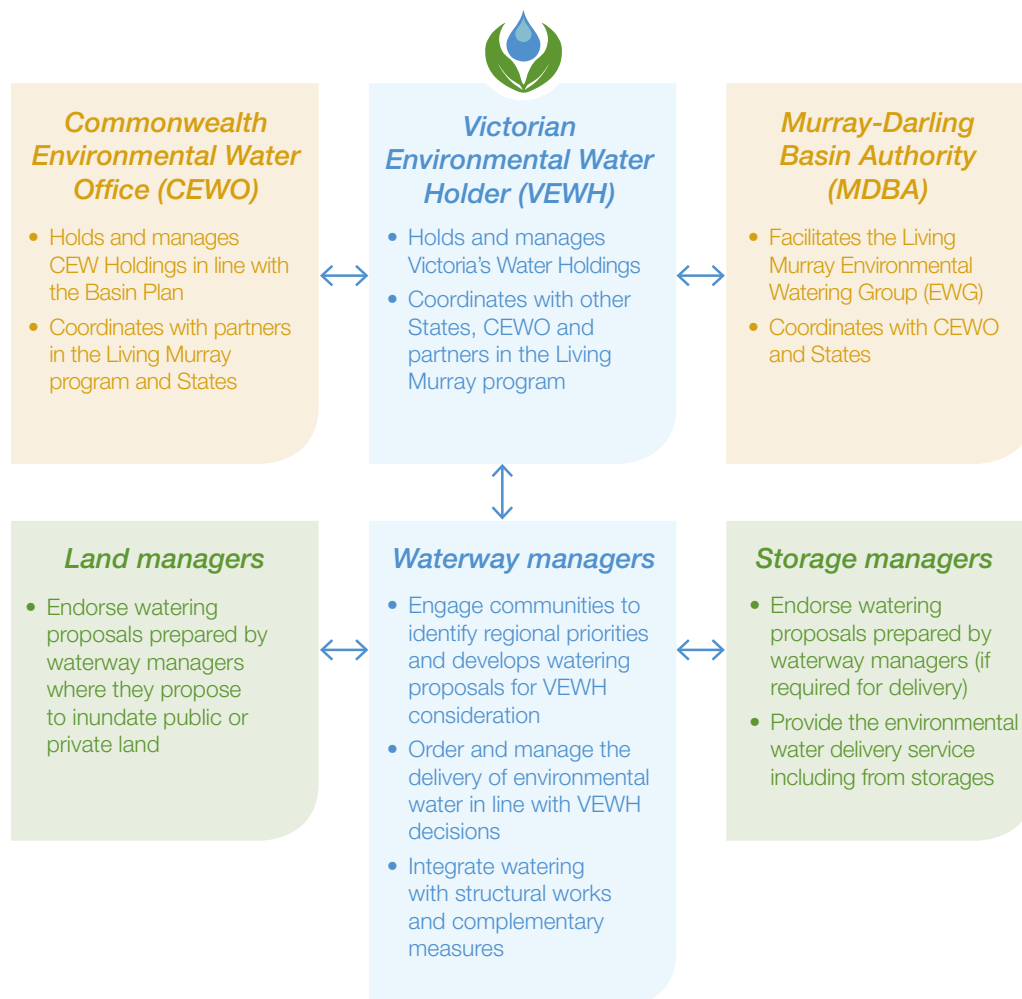 Commonwealth
Environmental Water
Office (CEWO)
• Holds and manages
CEW Holdings in line with
the Basin Plan
• Coordinates with partners
in the Living Murray
program and States
Victorian
Environmental Water
Holder (VEWH)
• Holds and manages
Victoria’s Water Holdings
• Coordinates with other
States, CEWO and
partners in the Living
Murray program
Murray-Darling
Basin Authority
(MDBA)
• Facilitates the Living
Murray Environmental
Watering Group (EWG)
• Coordinates with CEWO
and States
Land managers
• Endorse watering
proposals prepared by
waterway managers
where they propose
to inundate public or
private land
Waterway managers
• Engage communities to
identify regional priorities
and develops watering
proposals for VEWH
consideration
• Order and manage the
delivery of environmental
water in line with VEWH
decisions
• Integrate watering
with structural works
and complementary
measures
Storage managers
• Endorse watering
proposals prepared by
waterway managers (if
required for delivery)
• Provide the environmental
water delivery service
including from storages